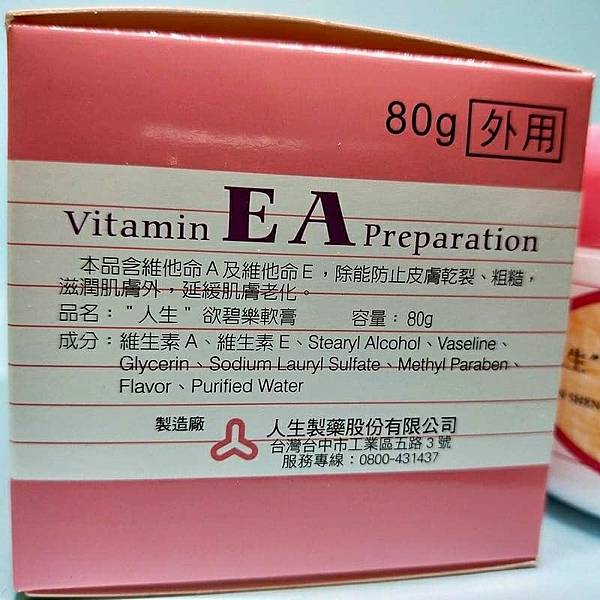 80g 外用
Vitamin EA Preparation
本品含維他命A及維他命E，除能防止皮膚乾裂、粗糙，
滋潤肌膚外，延緩肌膚老化。
品名："人生"欲碧樂軟膏 容量：80g
成分：維生素A、維生素E、Stearyl Alcohol、Vaseline、
Glycerin、Sodium Lauryl Sulfate、Methyl Paraben、
Flavor、Purified Water
製造廠 人生製藥股份有限公司
台灣台中市工業區五路3號
服務專線：0800-431437
生"